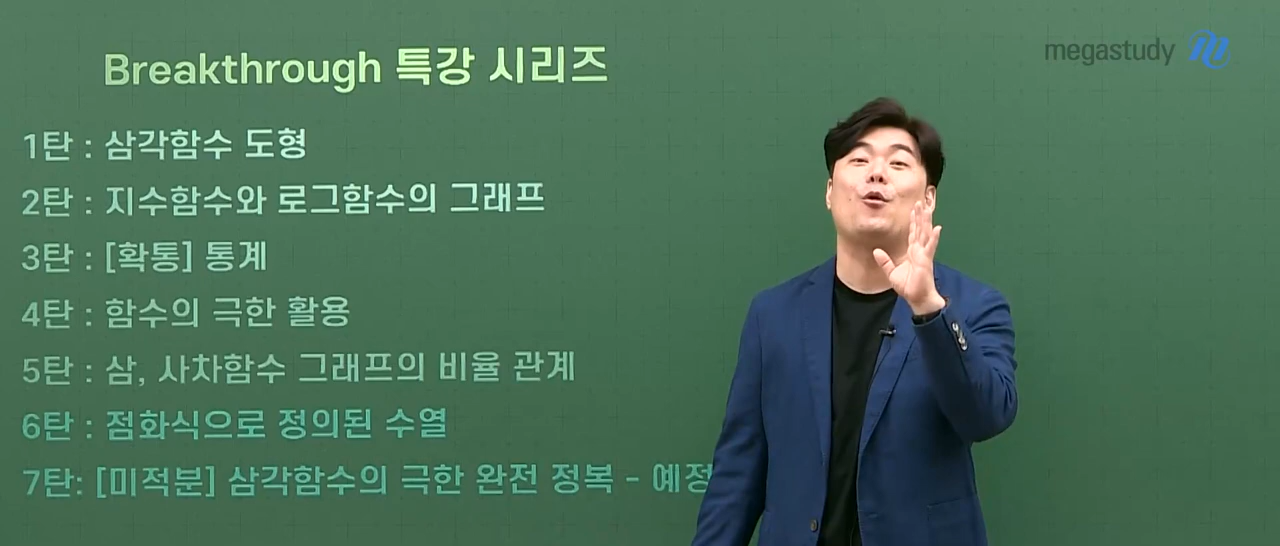 megastudy
Breakthrough 특강 시리즈
1탄 : 삼각함수 도형
2탄 : 지수함수와 로그함수의 그래프
3탄 : [확통] 통계
4탄 : 함수의 극한 활용
5탄 : 삼, 사차함수 그래프의 비율 관계
6탄 : 점화식으로 정의된 수열
7탄: [미적분] 삼각함수의 극한 완전 정복 - 예정